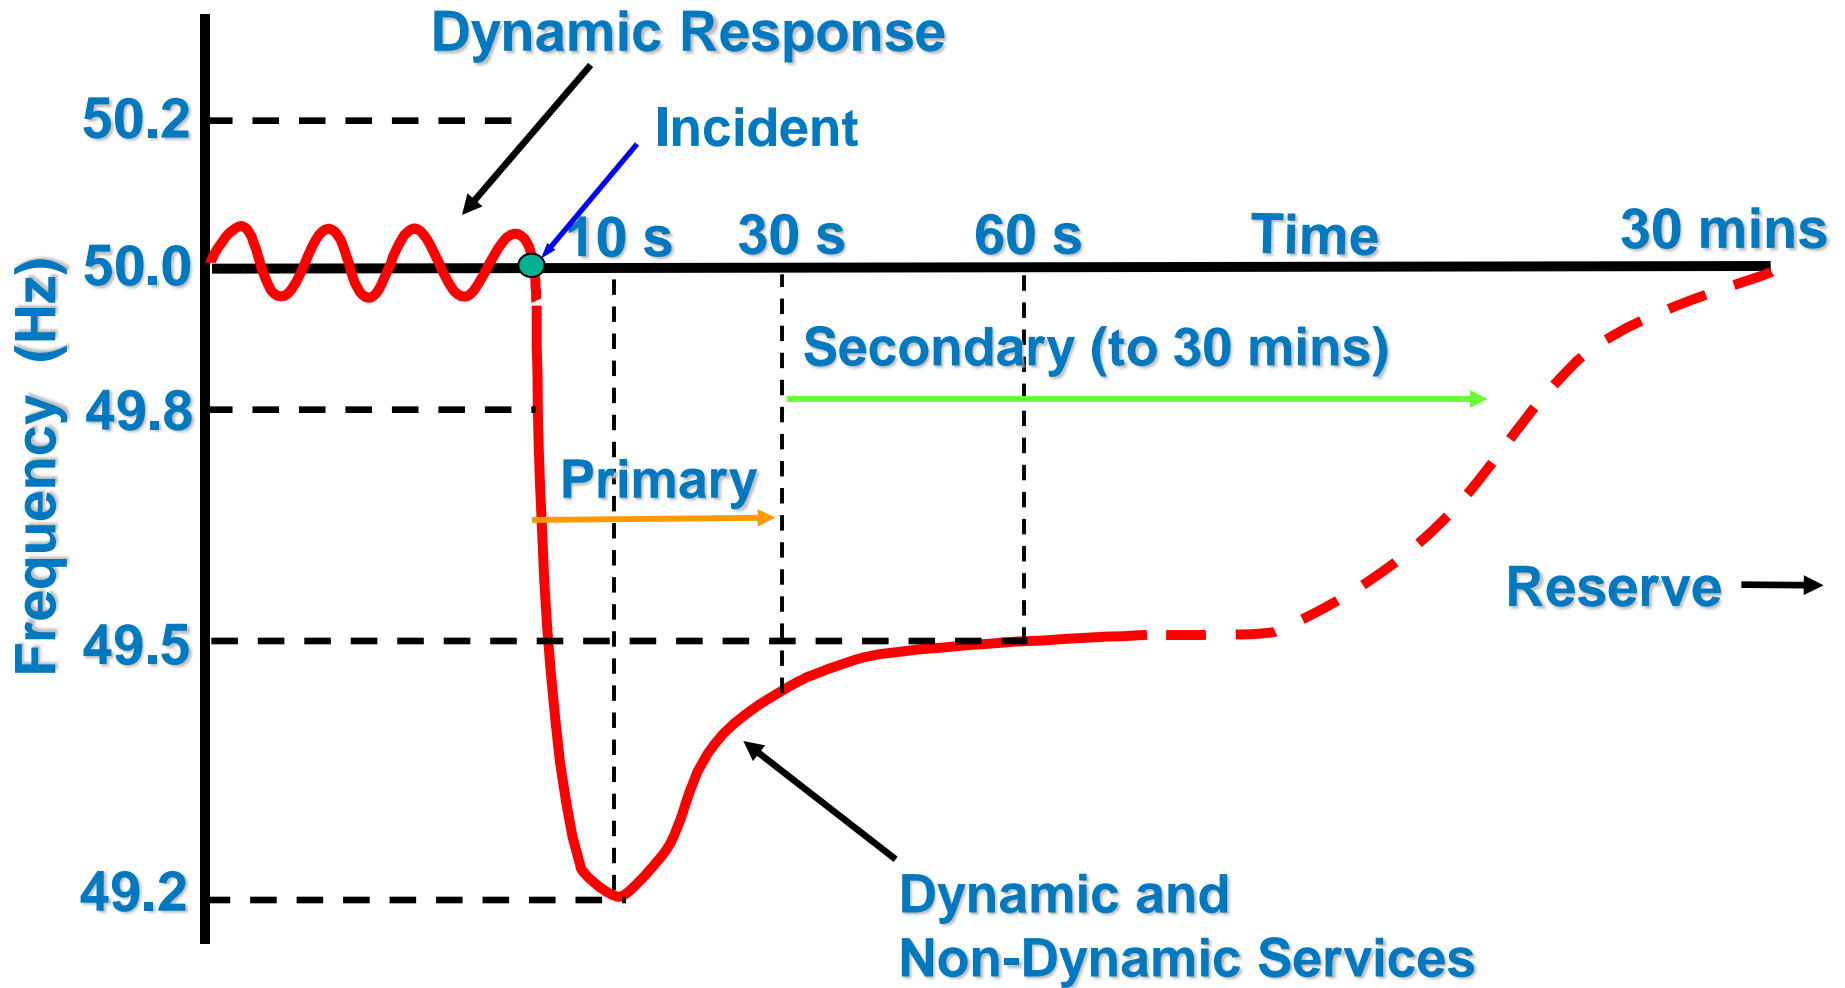 Dynamic Response
50.2
Incident
10 s
30 s
60 s
Time
30 mins
50.0
Frequency (Hz)
Secondary (to 30 mins)
49.8
Primary
Reserve
49.5
49.2
Dynamic and
Non-Dynamic Services